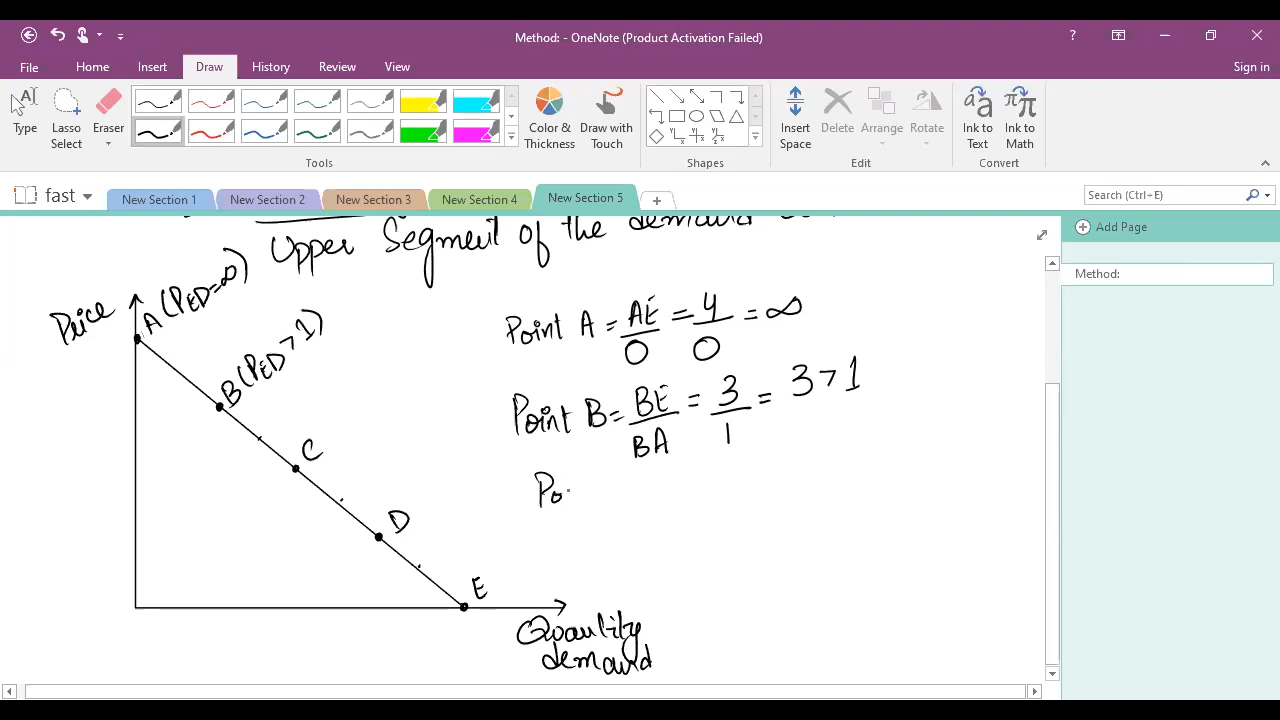 Method: - OneNote (Product Activation Failed)
?
Sign in
File Home Insert Draw History Review View
Type
Lasso Select
Eraser
Color & Thickness
Draw with Touch
Insert Space
Delete
Arrange
Rotate
Ink to Text
Ink to Math
Tools
Shapes
Edit
Convert
fast
New Section 1
New Section 2
New Section 3
New Section 4
New Section 5
Search (Ctrl+E)
Add Page
Method:
Upper Segment of the demand
Price
A (PED=∞)
B (PED > 1)
C
D
E
Quantity
demand
Point A = AE/0 = 4/0 = ∞
Point B = BE/BA = 3/1 = 3 > 1
Po